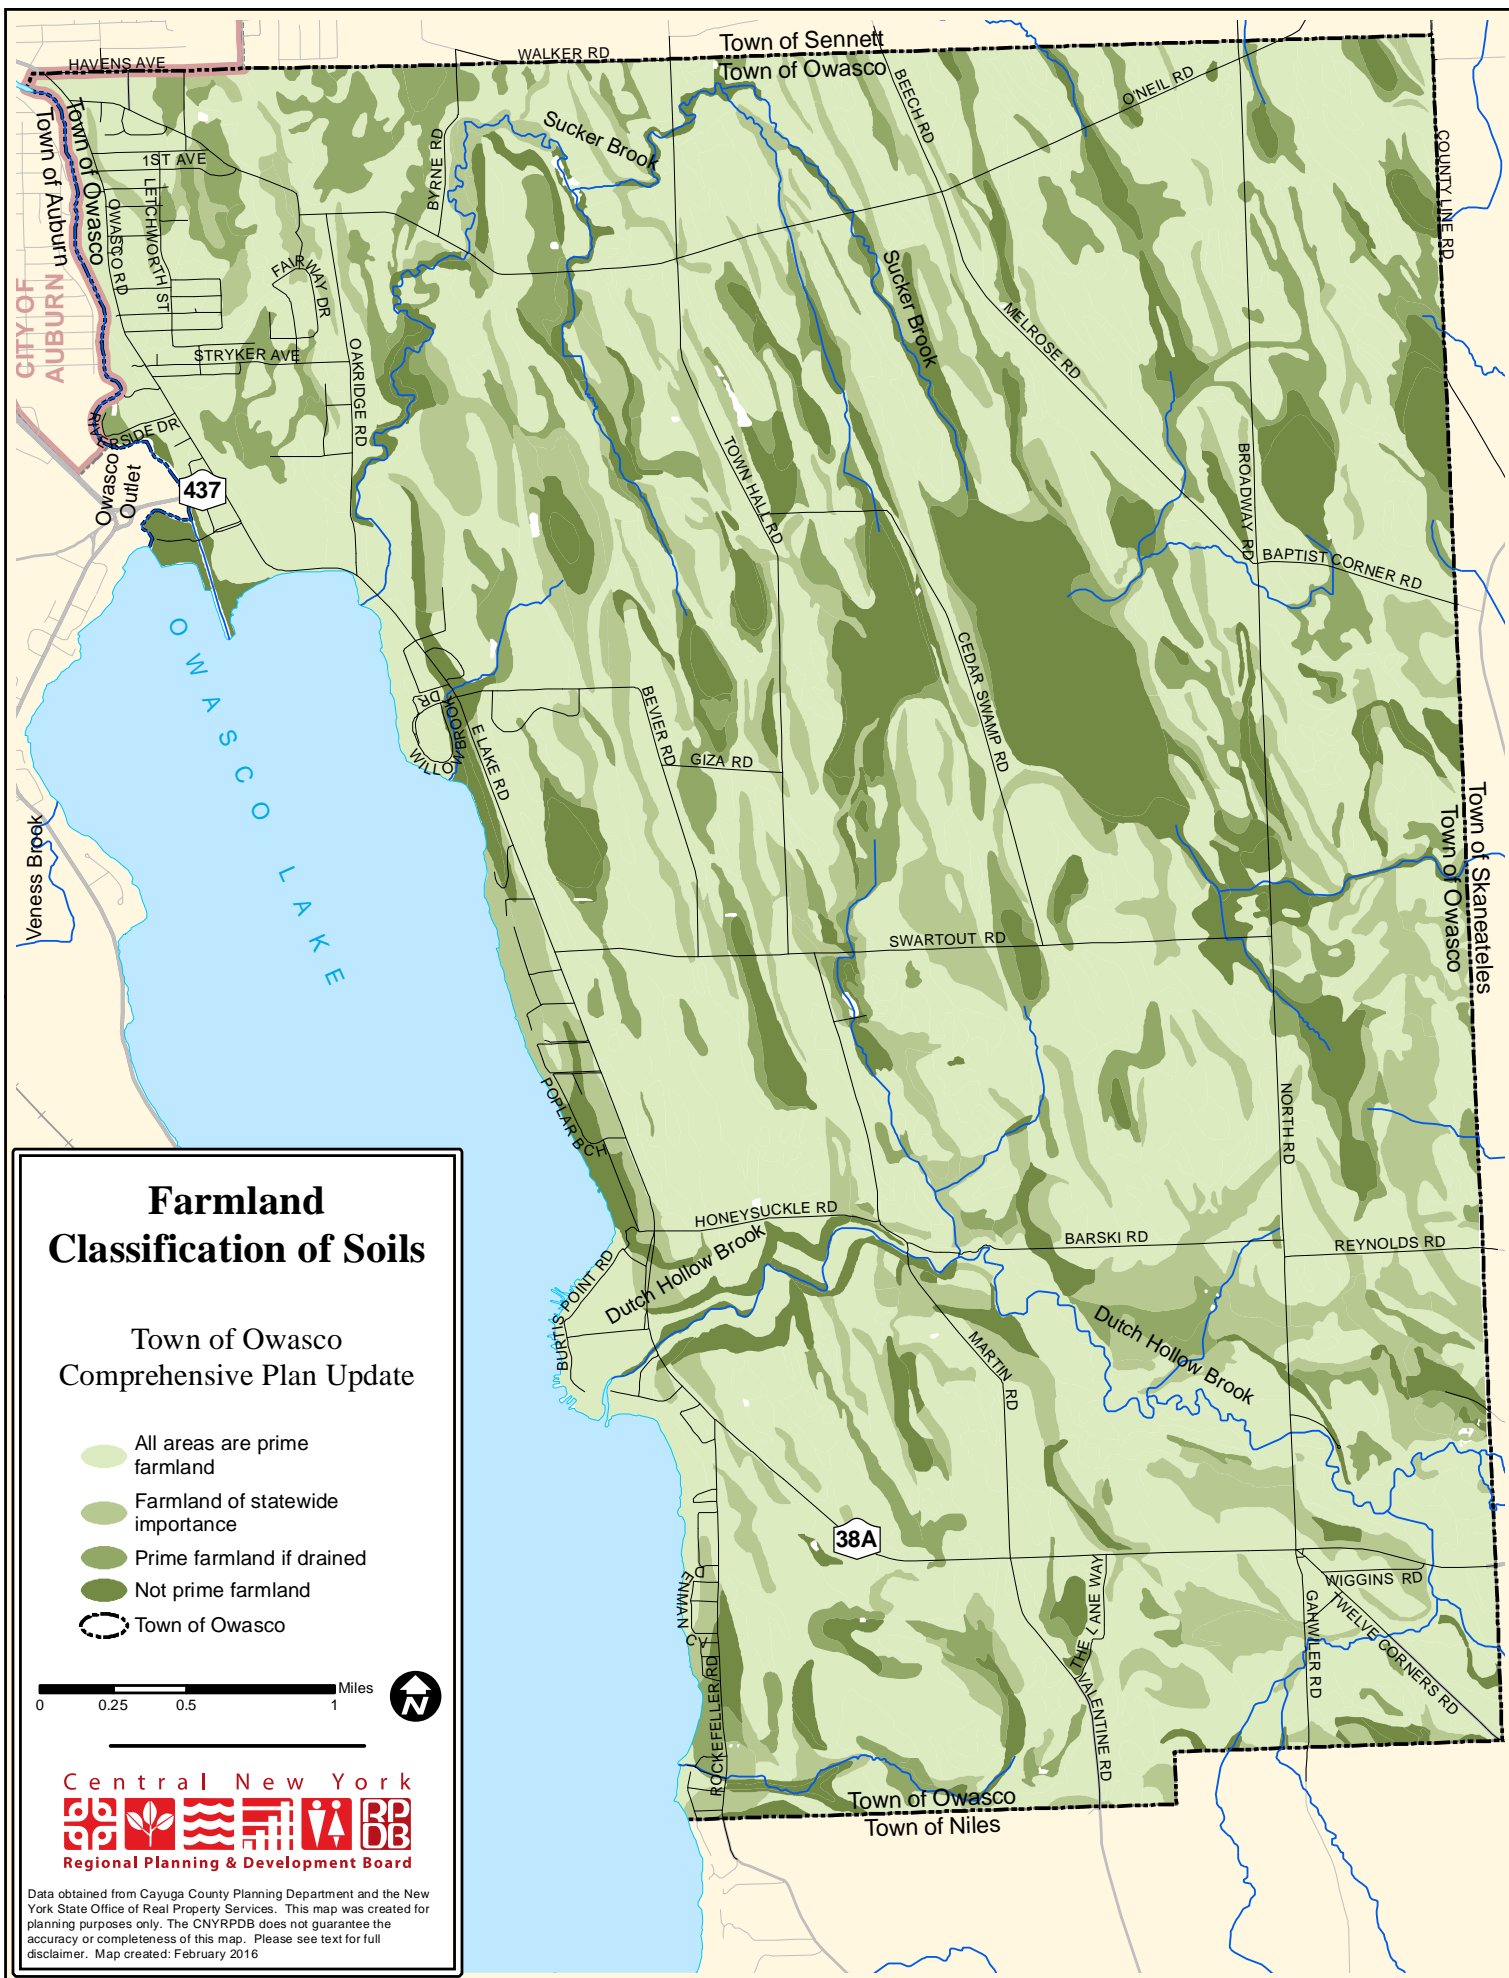 Town of Sennett
Town of Owasco
HAVENS AVE
WALKER RD
BEECH RD
O'NEIL RD
COUNTY LINE RD
Town of Owasco
Town of Auburn
CITY OF
AUBURN
1ST AVE
OWASCO RD
LETCHWORTH ST
BYRNE RD
Sucker Brook
FAIRWAY DR
STRYKER AVE
OAKRIDGE RD
Sucker Brook
MELROSE RD
RIVERSIDE DR
Owasco
Outlet
437
TOWN HALL RD
BROADWAY RD
BAPTIST CORNER RD
OWASCO LAKE
CEDAR SWAMP RD
WILLOWBROOK DR
E LAKE RD
BEVIER RD
GIZA RD
Veness Brook
Town of Skaneateles
Town of Owasco
SWARTOUT RD
POPLAR BCH
NORTH RD
HONEYSUCKLE RD
BARSKI RD
REYNOLDS RD
BURTIS POINT RD
Dutch Hollow Brook
Dutch Hollow Brook
MARTIN RD
38A
DENMAN
AC
ROCKEFELLER RD
THE LANE WAY
VALENTINE RD
WIGGINS RD
GAHWILER RD
TWELVE CORNERS RD
Town of Owasco
Town of Niles
Farmland
Classification of Soils
Town of Owasco
Comprehensive Plan Update
All areas are prime
farmland
Farmland of statewide
importance
Prime farmland if drained
Not prime farmland
Town of Owasco
Miles
0 0.25 0.5 1
N
Central New York
RP
DB
Regional Planning & Development Board
Data obtained from Cayuga County Planning Department and the New
York State Office of Real Property Services. This map was created for
planning purposes only. The CNYRPDB does not guarantee the
accuracy or completeness of this map. Please see text for full
disclaimer. Map created: February 2016